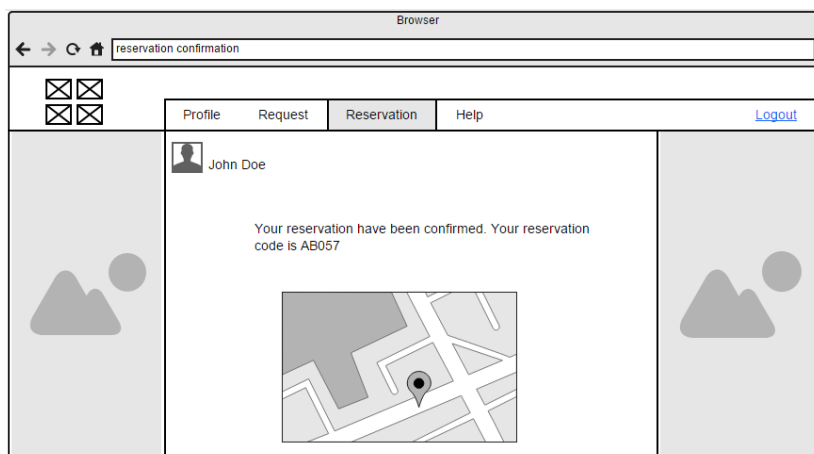 Browser
reservation confirmation
Profile Request Reservation Help Logout
John Doe
Your reservation have been confirmed. Your reservation
code is AB057